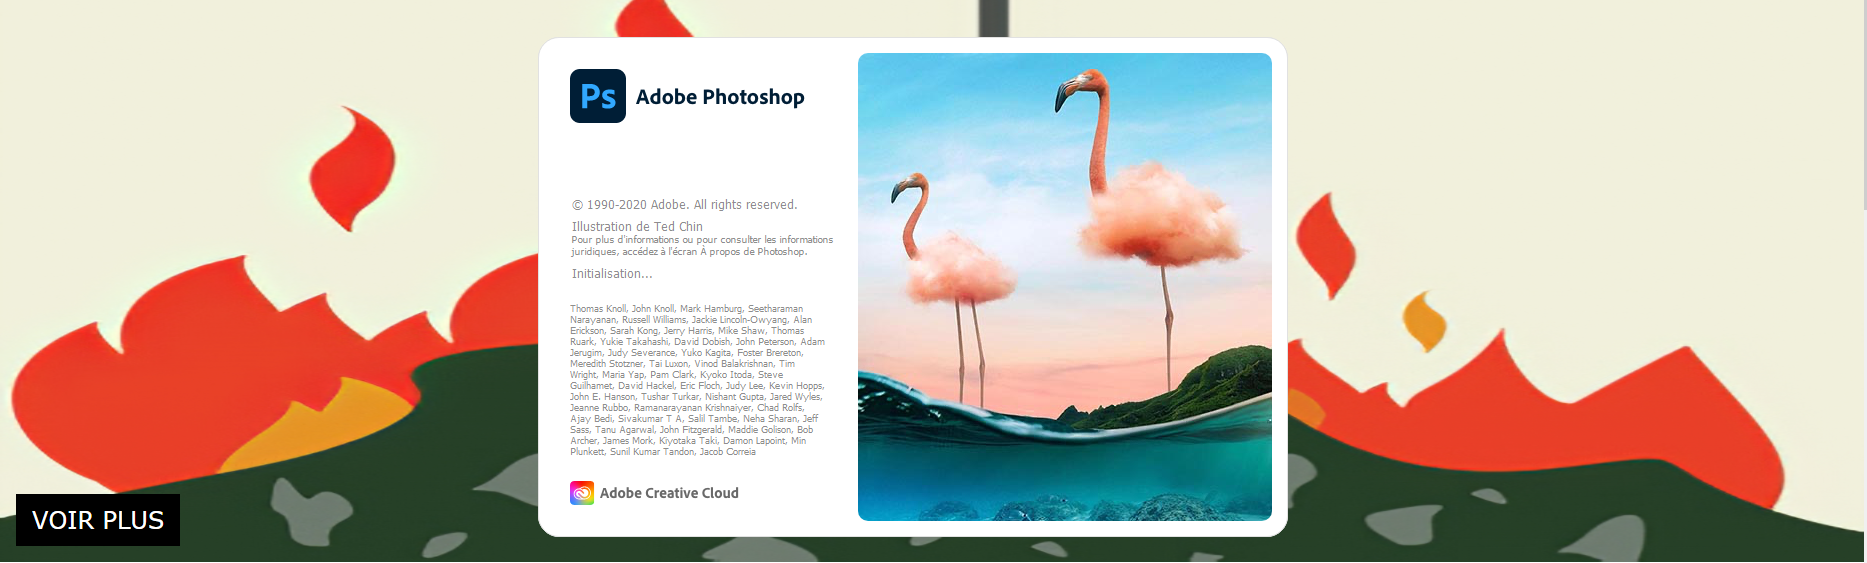 Ps Adobe Photoshop
© 1990-2020 Adobe. All rights reserved.
Illustration de Ted Chin
Pour plus d'informations ou pour consulter les informations
juridiques, accédez à l'écran À propos de Photoshop.
Initialisation...
Thomas Knoll, John Knoll, Mark Hamburg, Seetharaman
Narayanan, Russell Williams, Jackie Lincoln-Owyang, Alan
Erickson, Sarah Kong, Jerry Harris, Mike Shaw, Thomas
Ruark, Yukie Takahashi, David Dobish, John Peterson, Adam
Jerugim, Judy Severance, Yuko Kagita, Foster Brereton,
Meredith Stotzner, Tai Luxon, Vinod Balakrishnan, Tim
Wright, Maria Yap, Pam Clark, Kyoko Itoda, Steve
Guilhamet, David Hackel, Eric Floch, Judy Lee, Kevin Hopps,
John E. Hanson, Tushar Turkar, Nishant Gupta, Jared Wyles,
Jeanne Rubbo, Ramanarayanan Krishnaiyer, Chad Rolfs,
Ajay Bedi, Sivakumar T A, Salil Tambe, Neha Sharan, Jeff
Sass, Tanu Agarwal, John Fitzgerald, Maddie Golison, Bob
Archer, James Mork, Kiyotaka Taki, Damon Lapoint, Min
Plunkett, Sunil Kumar Tandon, Jacob Correia
Adobe Creative Cloud
VOIR PLUS